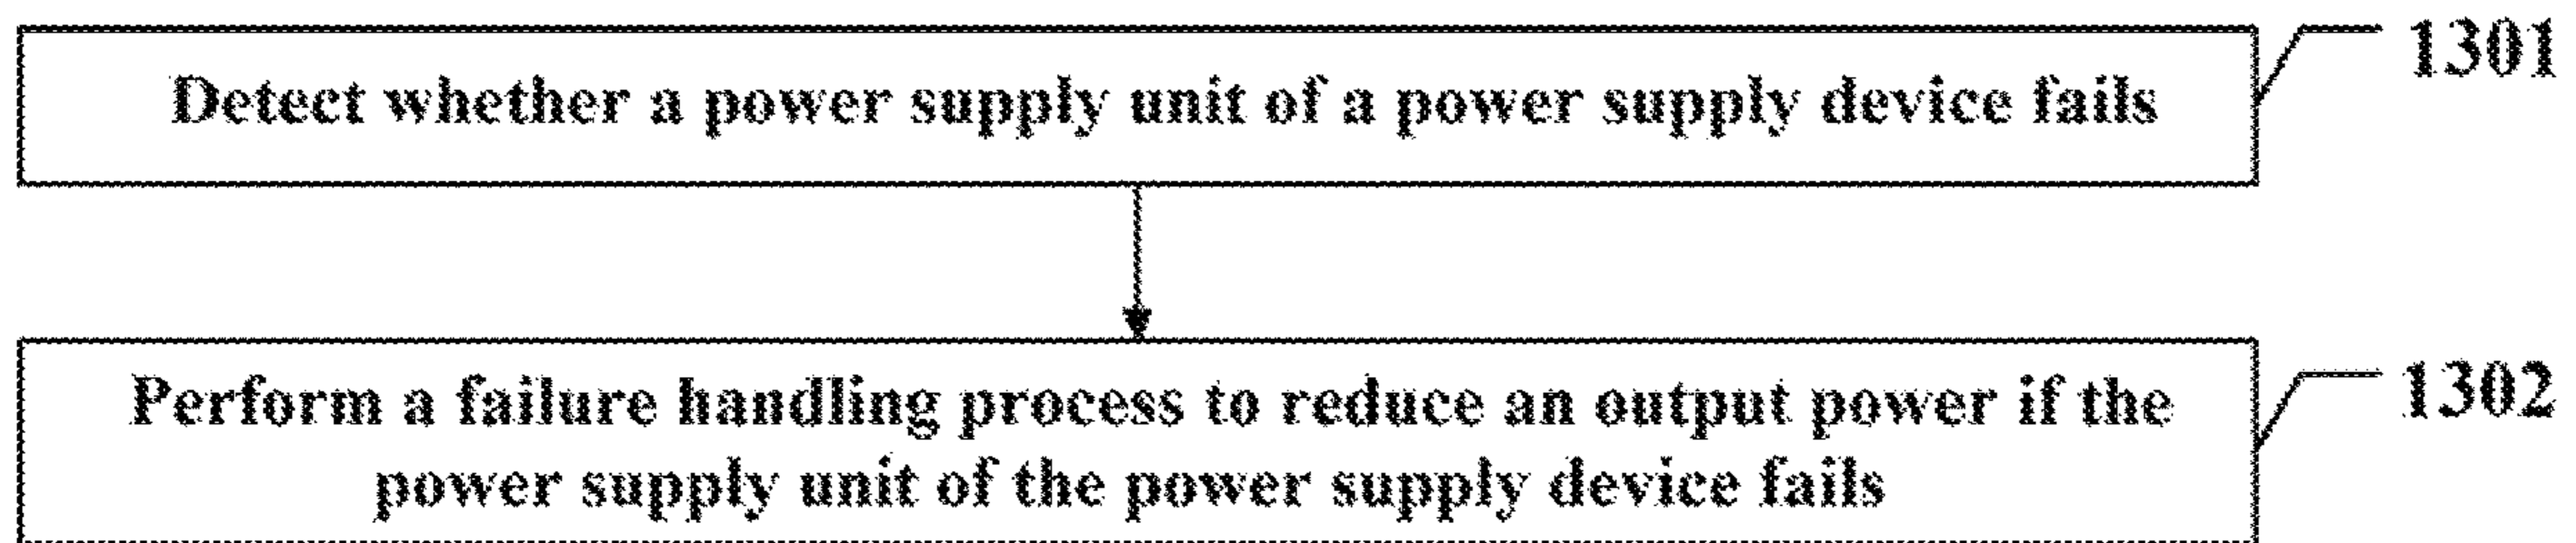 1301
Detect whether a power supply unit of a power supply device fails
1302
Perform a failure handling process to reduce an output power if the
power supply unit of the power supply device fails